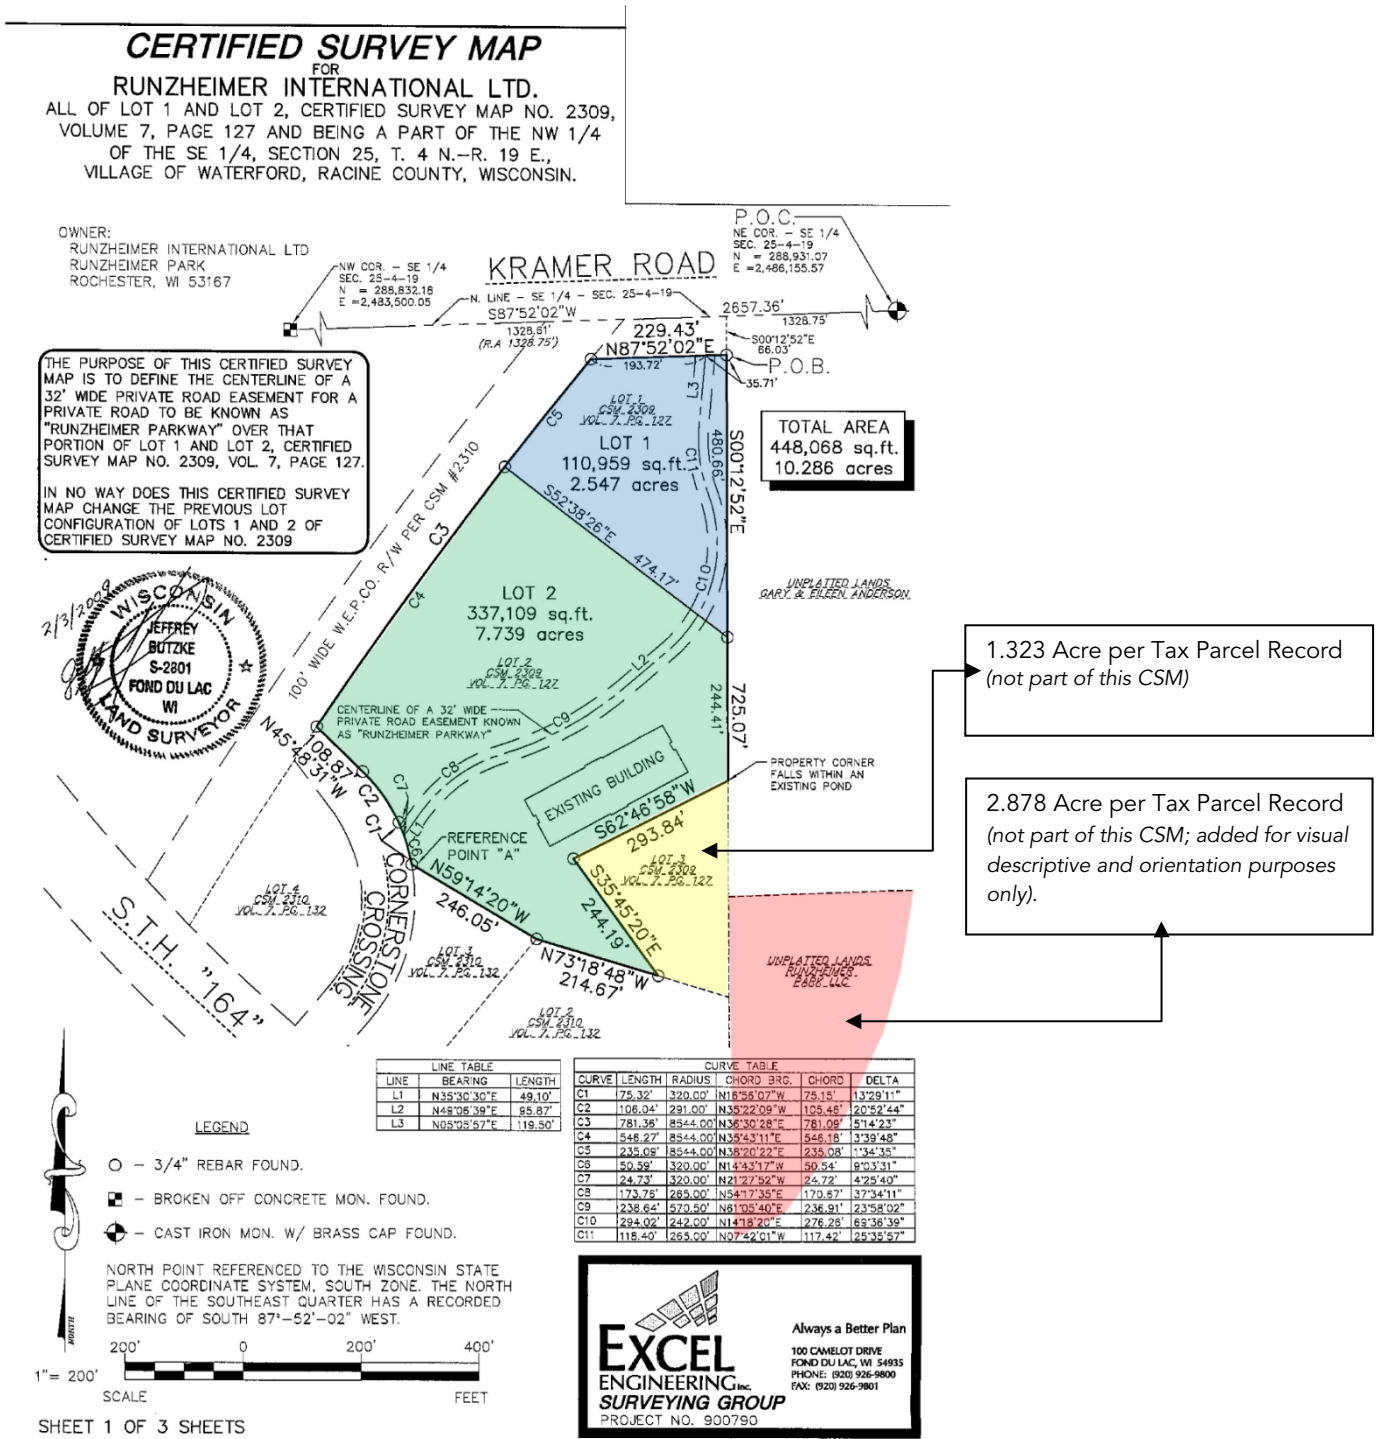 CERTIFIED SURVEY MAP
FOR
RUNZHEIMER INTERNATIONAL LTD.
ALL OF LOT 1 AND LOT 2, CERTIFIED SURVEY MAP NO. 2309,
VOLUME 7, PAGE 127 AND BEING A PART OF THE NW 1/4
OF THE SE 1/4, SECTION 25, T. 4 N.-R. 19 E.,
VILLAGE OF WATERFORD, RACINE COUNTY, WISCONSIN.
OWNER:
RUNZHEIMER INTERNATIONAL LTD
RUNZHEIMER PARK
ROCHESTER, WI 53167
NW COR. - SE 1/4
SEC. 25-4-19
N = 288,832.18
E =2,483,500.05
KRAMER ROAD
P.O.C.
NE COR. - SE 1/4
SEC. 25-4-19
N = 288,931.07
E =2,486,155.57
N. LINE - SE 1/4 - SEC. 25-4-19
S87°52'02"W
2657.36'
1328.61'
(R.A 1328.75')
1328.75'
229.43'
N87°52'02"E
193.72'
S00°12'52"E
66.03'
P.O.B.
35.71'
THE PURPOSE OF THIS CERTIFIED SURVEY
MAP IS TO DEFINE THE CENTERLINE OF A
32' WIDE PRIVATE ROAD EASEMENT FOR A
PRIVATE ROAD TO BE KNOWN AS
"RUNZHEIMER PARKWAY" OVER THAT
PORTION OF LOT 1 AND LOT 2, CERTIFIED
SURVEY MAP NO. 2309, VOL. 7, PAGE 127.
IN NO WAY DOES THIS CERTIFIED SURVEY
MAP CHANGE THE PREVIOUS LOT
CONFIGURATION OF LOTS 1 AND 2 OF
CERTIFIED SURVEY MAP NO. 2309
TOTAL AREA
448,068 sq.ft.
10.286 acres
LOT 1
CSM 2309
VOL. 7, PG. 127
LOT 1
110,959 sq.ft.
2.547 acres
L3
C5
C11
480.66'
S00°12'52"E
S52°38'26"E
474.17'
C10
C3
C4
100' WIDE W.E.P.CO. R/W PER CSM #2310
LOT 2
337,109 sq.ft.
7.739 acres
LOT 2
CSM 2309
VOL. 7, PG. 127
L2
UNPLATTED LANDS
GARY & EILEEN ANDERSON
2/3/2009
WISCONSIN
JEFFREY
BUTZKE
S-2801
FOND DU LAC
WI
LAND SURVEYOR
1.323 Acre per Tax Parcel Record
(not part of this CSM)
244.41'
725.07'
CENTERLINE OF A 32' WIDE
PRIVATE ROAD EASEMENT KNOWN
AS "RUNZHEIMER PARKWAY"
C9
C8
C7
L1
C6
N45°48'31"W
108.87'
C2
C1
EXISTING BUILDING
S62°46'58"W
293.84'
PROPERTY CORNER
FALLS WITHIN AN
EXISTING POND
2.878 Acre per Tax Parcel Record
(not part of this CSM; added for visual
descriptive and orientation purposes
only).
REFERENCE
POINT "A"
N59°14'20"W
246.05'
S35°45'20"E
244.19'
LOT 3
CSM 2309
VOL. 7, PG. 127
N73°18'48"W
214.67'
CORNERSTONE
CROSSING
LOT 4
CSM 2310
VOL. 7, PG. 132
LOT 3
CSM 2310
VOL. 7, PG. 132
LOT 2
CSM 2310
VOL. 7, PG. 132
UNPLATTED LANDS
RUNZHEIMER
P&B8 LLC
S.T.H. "164"
LINE TABLE
LINE BEARING LENGTH
L1 N35°30'30"E 49.10'
L2 N49°06'39"E 95.87'
L3 N05°05'57"E 119.50'
CURVE TABLE
CURVE LENGTH RADIUS CHORD BRG. CHORD DELTA
C1 75.32' 320.00' N16°56'07"W 75.15' 13°29'11"
C2 106.04' 291.00' N35°22'09"W 105.46' 20°52'44"
C3 781.36' 8544.00' N36°30'28"E 781.09' 5°14'23"
C4 546.27' 8544.00' N35°43'11"E 546.18' 3°39'48"
C5 235.09' 8544.00' N38°20'22"E 235.08' 1°34'35"
C6 50.59' 320.00' N14°43'17"W 50.54' 9°03'31"
C7 24.73' 320.00' N21°27'52"W 24.72' 4°25'40"
C8 173.76' 265.00' N54°17'35"E 170.67' 37°34'11"
C9 238.64' 570.50' N61°05'40"E 236.91' 23°58'02"
C10 294.02' 242.00' N14°18'20"E 276.26' 69°36'39"
C11 118.40' 265.00' N07°42'01"W 117.42' 25°35'57"
LEGEND
- 3/4" REBAR FOUND.
- BROKEN OFF CONCRETE MON. FOUND.
- CAST IRON MON. W/ BRASS CAP FOUND.
NORTH POINT REFERENCED TO THE WISCONSIN STATE
PLANE COORDINATE SYSTEM, SOUTH ZONE. THE NORTH
LINE OF THE SOUTHEAST QUARTER HAS A RECORDED
BEARING OF SOUTH 87°-52'-02" WEST.
NORTH
200' 0 200' 400'
1"= 200'
SCALE FEET
SHEET 1 OF 3 SHEETS
EXCEL
ENGINEERING Inc.
SURVEYING GROUP
PROJECT NO. 900790
Always a Better Plan
100 CAMELOT DRIVE
FOND DU LAC, WI 54935
PHONE: (920) 926-9800
FAX: (920) 926-9801